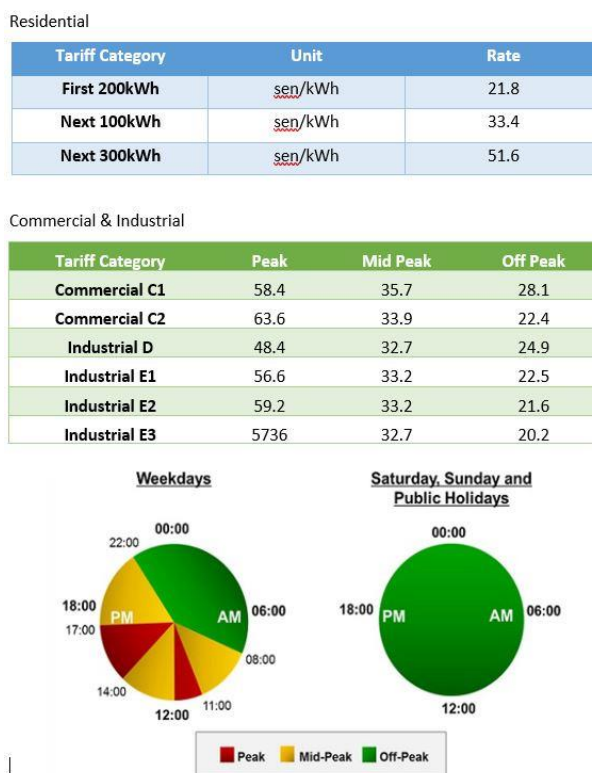 Residential
Tariff Category Unit Rate
First 200kWh sen/kWh 21.8
Next 100kWh sen/kWh 33.4
Next 300kWh sen/kWh 51.6
Commercial & Industrial
Tariff Category Peak Mid Peak Off Peak
Commercial C1 58.4 35.7 28.1
Commercial C2 63.6 33.9 22.4
Industrial D 48.4 32.7 24.9
Industrial E1 56.6 33.2 22.5
Industrial E2 59.2 33.2 21.6
Industrial E3 5736 32.7 20.2
Weekdays
00:00
22:00
18:00
PM
AM
06:00
17:00
08:00
14:00
11:00
12:00
Saturday, Sunday and
Public Holidays
00:00
18:00
PM
AM
06:00
12:00
Peak Mid-Peak Off-Peak